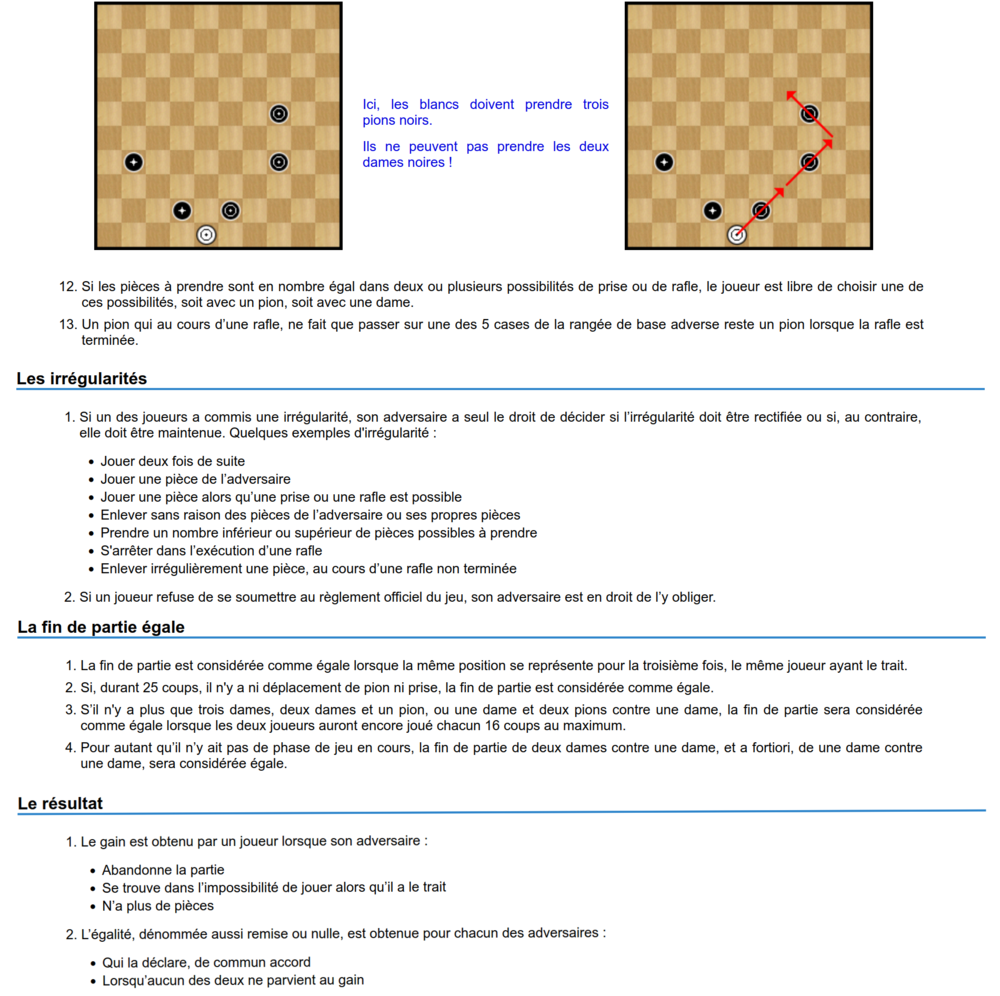 Ici, les blancs doivent prendre trois
pions noirs.
Ils ne peuvent pas prendre les deux
dames noires !
12. Si les pièces à prendre sont en nombre égal dans deux ou plusieurs possibilités de prise ou de rafle, le joueur est libre de choisir une de
ces possibilités, soit avec un pion, soit avec une dame.
13. Un pion qui au cours d’une rafle, ne fait que passer sur une des 5 cases de la rangée de base adverse reste un pion lorsque la rafle est
terminée.
Les irrégularités
1. Si un des joueurs a commis une irrégularité, son adversaire a seul le droit de décider si l’irrégularité doit être rectifiée ou si, au contraire,
elle doit être maintenue. Quelques exemples d'irrégularité :
• Jouer deux fois de suite
• Jouer une pièce de l’adversaire
• Jouer une pièce alors qu’une prise ou une rafle est possible
• Enlever sans raison des pièces de l’adversaire ou ses propres pièces
• Prendre un nombre inférieur ou supérieur de pièces possibles à prendre
• S'arrêter dans l’exécution d’une rafle
• Enlever irrégulièrement une pièce, au cours d’une rafle non terminée
2. Si un joueur refuse de se soumettre au règlement officiel du jeu, son adversaire est en droit de l’y obliger.
La fin de partie égale
1. La fin de partie est considérée comme égale lorsque la même position se représente pour la troisième fois, le même joueur ayant le trait.
2. Si, durant 25 coups, il n'y a ni déplacement de pion ni prise, la fin de partie est considérée comme égale.
3. S’il n'y a plus que trois dames, deux dames et un pion, ou une dame et deux pions contre une dame, la fin de partie sera considérée
comme égale lorsque les deux joueurs auront encore joué chacun 16 coups au maximum.
4. Pour autant qu’il n’y ait pas de phase de jeu en cours, la fin de partie de deux dames contre une dame, et a fortiori, de une dame contre
une dame, sera considérée égale.
Le résultat
1. Le gain est obtenu par un joueur lorsque son adversaire :
• Abandonne la partie
• Se trouve dans l’impossibilité de jouer alors qu’il a le trait
• N’a plus de pièces
2. L’égalité, dénommée aussi remise ou nulle, est obtenue pour chacun des adversaires :
• Qui la déclare, de commun accord
• Lorsqu’aucun des deux ne parvient au gain